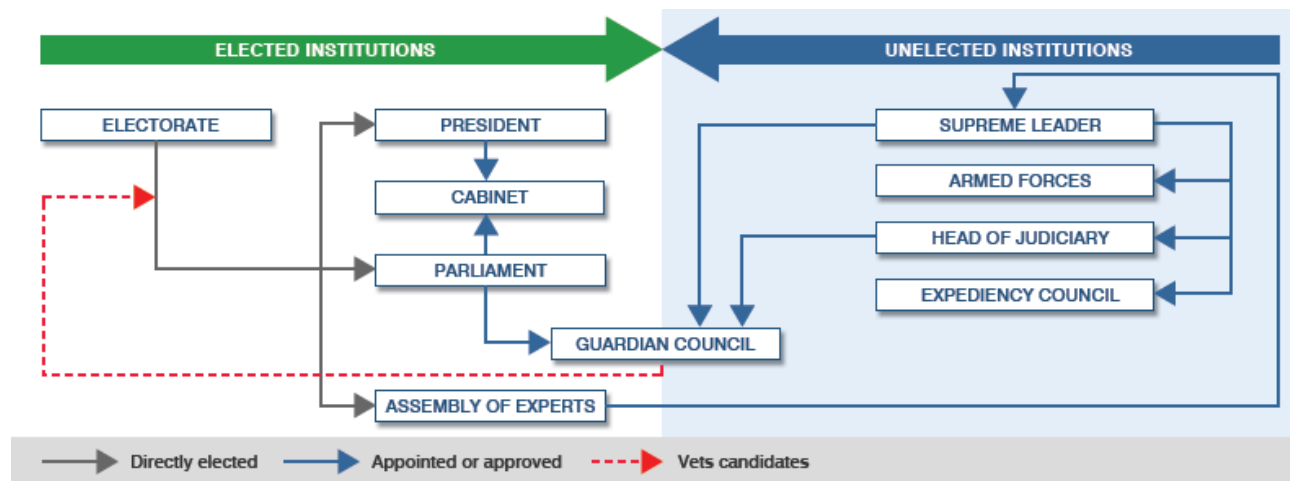 ELECTED INSTITUTIONS
UNELECTED INSTITUTIONS
ELECTORATE
PRESIDENT
SUPREME LEADER
CABINET
ARMED FORCES
PARLIAMENT
HEAD OF JUDICIARY
EXPEDIENCY COUNCIL
GUARDIAN COUNCIL
ASSEMBLY OF EXPERTS
Directly elected
Appointed or approved
Vets candidates